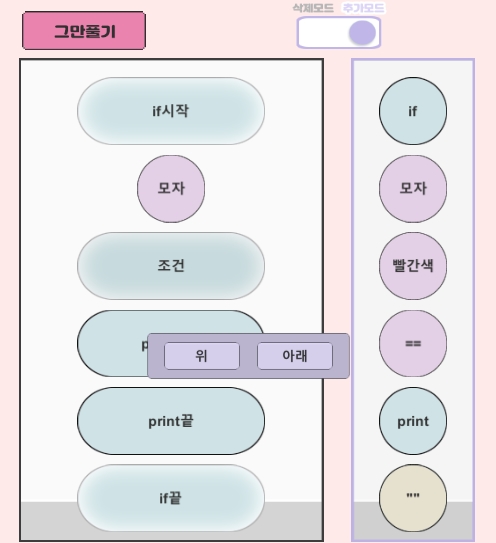 삭제모드 추가모드
그만풀기
if시작
모자
조건
위 아래
print끝
if끝
if
모자
빨간색
==
print
""